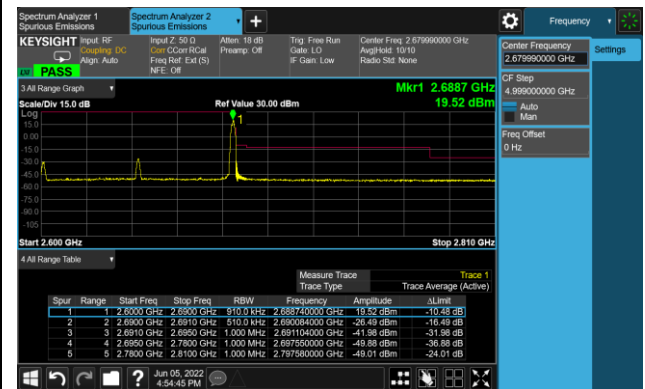 Spectrum Analyzer 1
Spurious Emissions
Spectrum Analyzer 2
Spurious Emissions
Frequency
KEYSIGHT
Input: RF
Coupling: DC
Align: Auto
Input Z: 50 Ω
Corr CCorr RCal
Freq Ref: Ext (S)
NFE: Off
Atten: 18 dB
Preamp: Off
Trig: Free Run
Gate: LO
IF Gain: Low
Center Freq: 2.679990000 GHz
Avg|Hold: 10/10
Radio Std: None
PASS
Center Frequency
2.679990000 GHz
Settings
CF Step
4.999000000 GHz
Auto
Man
Freq Offset
0 Hz
3 All Range Graph
Mkr1 2.6887 GHz
Scale/Div 15.0 dB
Ref Value 30.00 dBm
19.52 dBm
Log
15.0
0.00
-15.0
-30.0
-45.0
-60.0
-75.0
-90.0
-105
1
Start 2.600 GHz
Stop 2.810 GHz
4 All Range Table
Measure Trace Trace 1
Trace Type Trace Average (Active)
Spur Range Start Freq Stop Freq RBW Frequency Amplitude ΔLimit
1 1 2.6000 GHz 2.6900 GHz 910.0 kHz 2.688740000 GHz 19.52 dBm -10.48 dB
2 2 2.6900 GHz 2.6910 GHz 510.0 kHz 2.690084000 GHz -26.49 dBm -16.49 dB
3 3 2.6910 GHz 2.6950 GHz 1.000 MHz 2.691104000 GHz -41.98 dBm -31.98 dB
4 4 2.6950 GHz 2.7800 GHz 1.000 MHz 2.697550000 GHz -49.88 dBm -36.88 dB
5 5 2.7800 GHz 2.8100 GHz 1.000 MHz 2.797580000 GHz -49.01 dBm -24.01 dB
Jun 05, 2022
4:54:45 PM